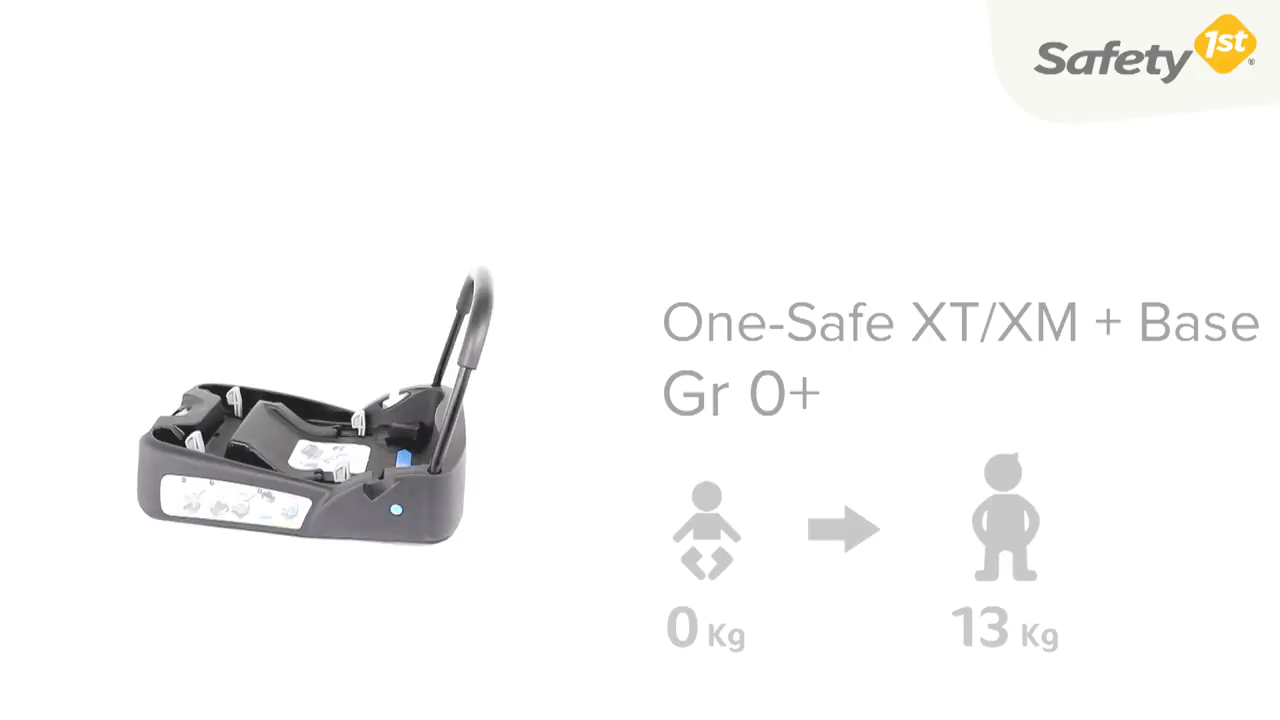 Safety 1st®
One-Safe XT/XM + Base
Gr 0+
0 Kg
13 Kg